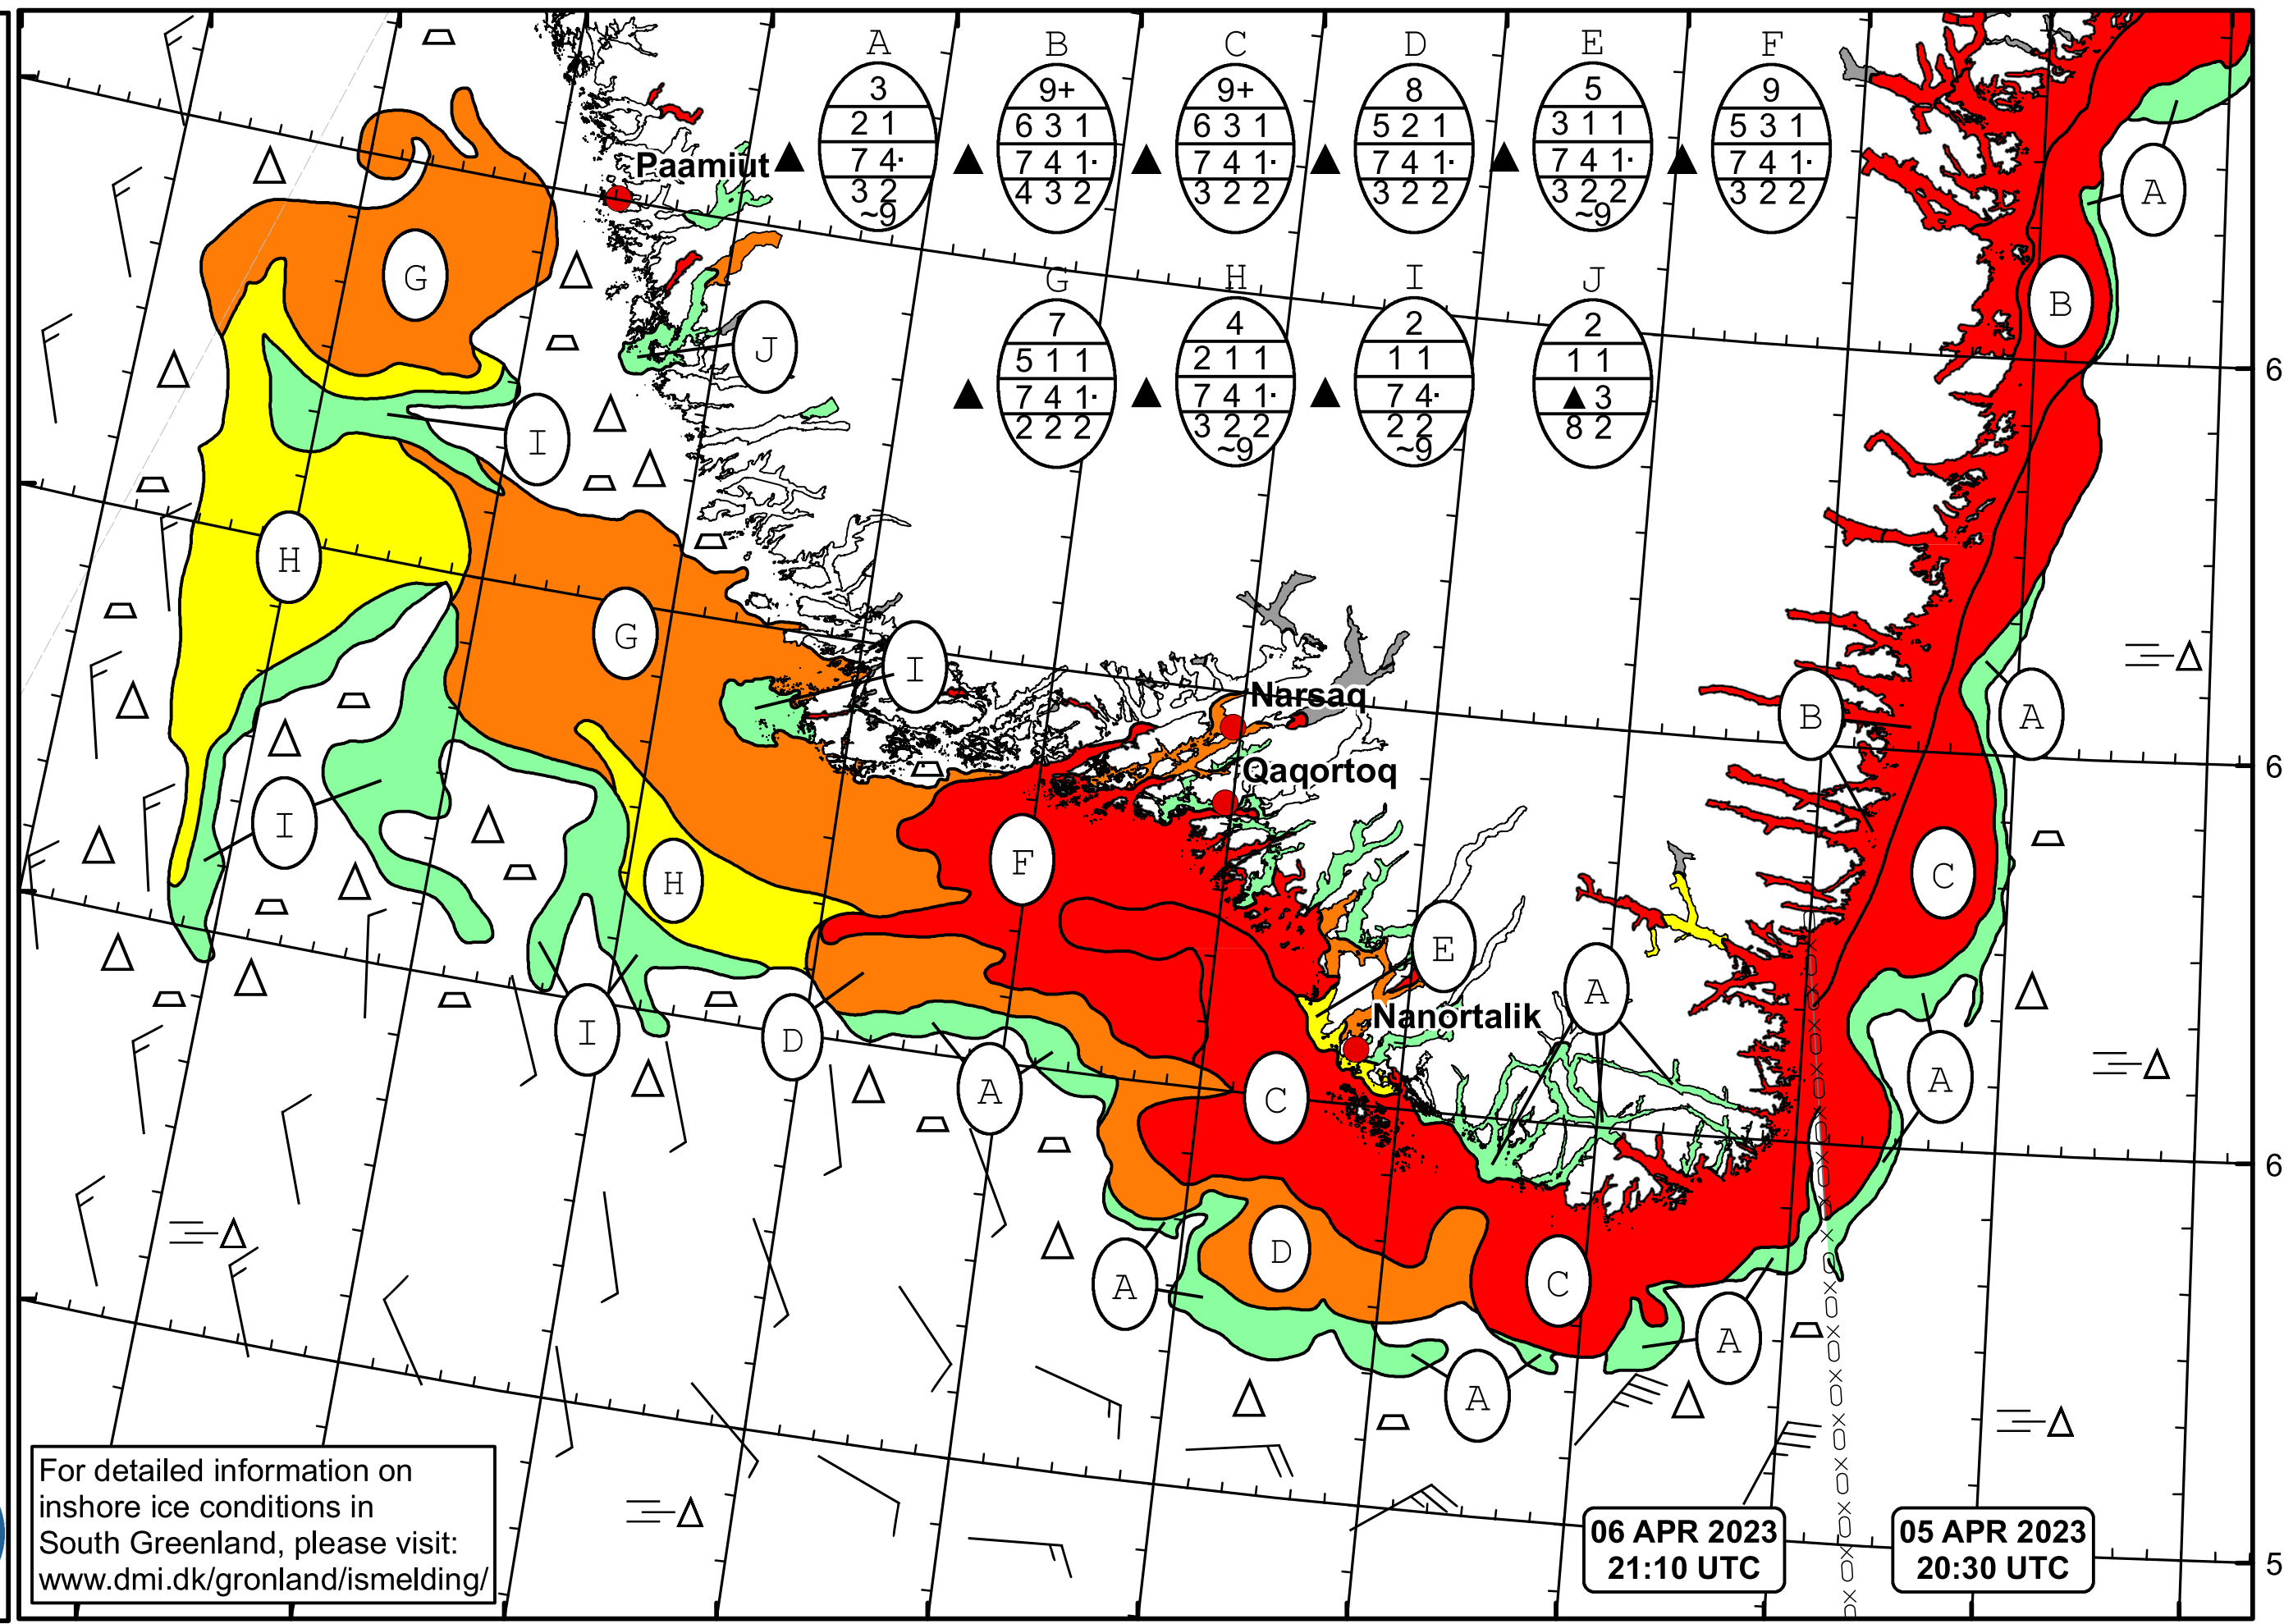 A B C D E F
3 9+ 9+ 8 5 9
2 1 6 3 1 6 3 1 5 2 1 3 1 1 5 3 1
7 4· 7 4 1· 7 4 1· 7 4 1· 7 4 1· 7 4 1·
3 2 4 3 2 3 2 2 3 2 2 3 2 2 3 2 2
~9 ~9
Paamiut
A
G H I J
G
B
7 4 2 2
5 1 1 2 1 1 1 1 1 1
7 4 1· 7 4 1· 7 4· ▲ 3
2 2 2 3 2 2 2 2 8 2
~9 ~9
J
6
I
H
G
I
Narsaq
B
A
Qaqortoq
6
I
F
H
C
E
A
Nanortalik
I
D
A
C
A
6
D
A
C
A
A
For detailed information on
inshore ice conditions in
South Greenland, please visit:
www.dmi.dk/gronland/ismelding/
06 APR 2023
21:10 UTC
05 APR 2023
20:30 UTC
5